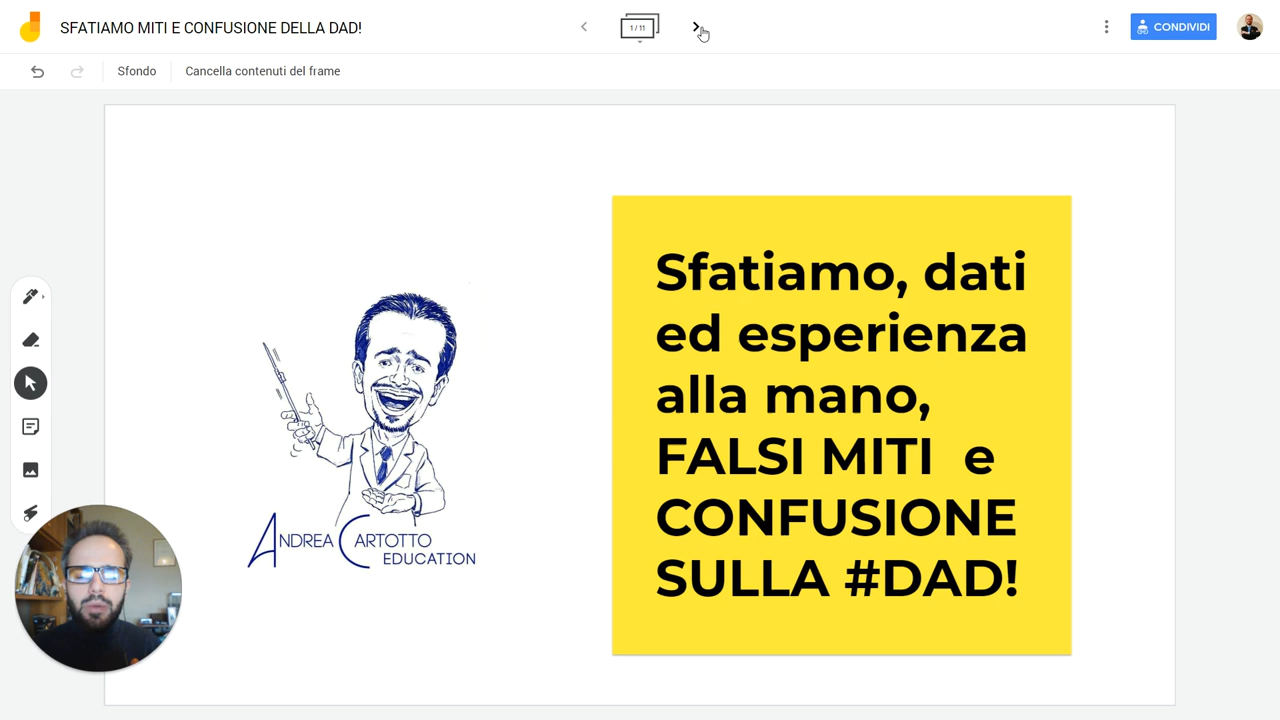 SFATIAMO MITI E CONFUSIONE DELLA DAD!
1 / 11
CONDIVIDI
Sfondo
Cancella contenuti del frame
Sfatiamo, dati
ed esperienza
alla mano,
FALSI MITI e
CONFUSIONE
SULLA #DAD!
ANDREA CARTOTTO
EDUCATION